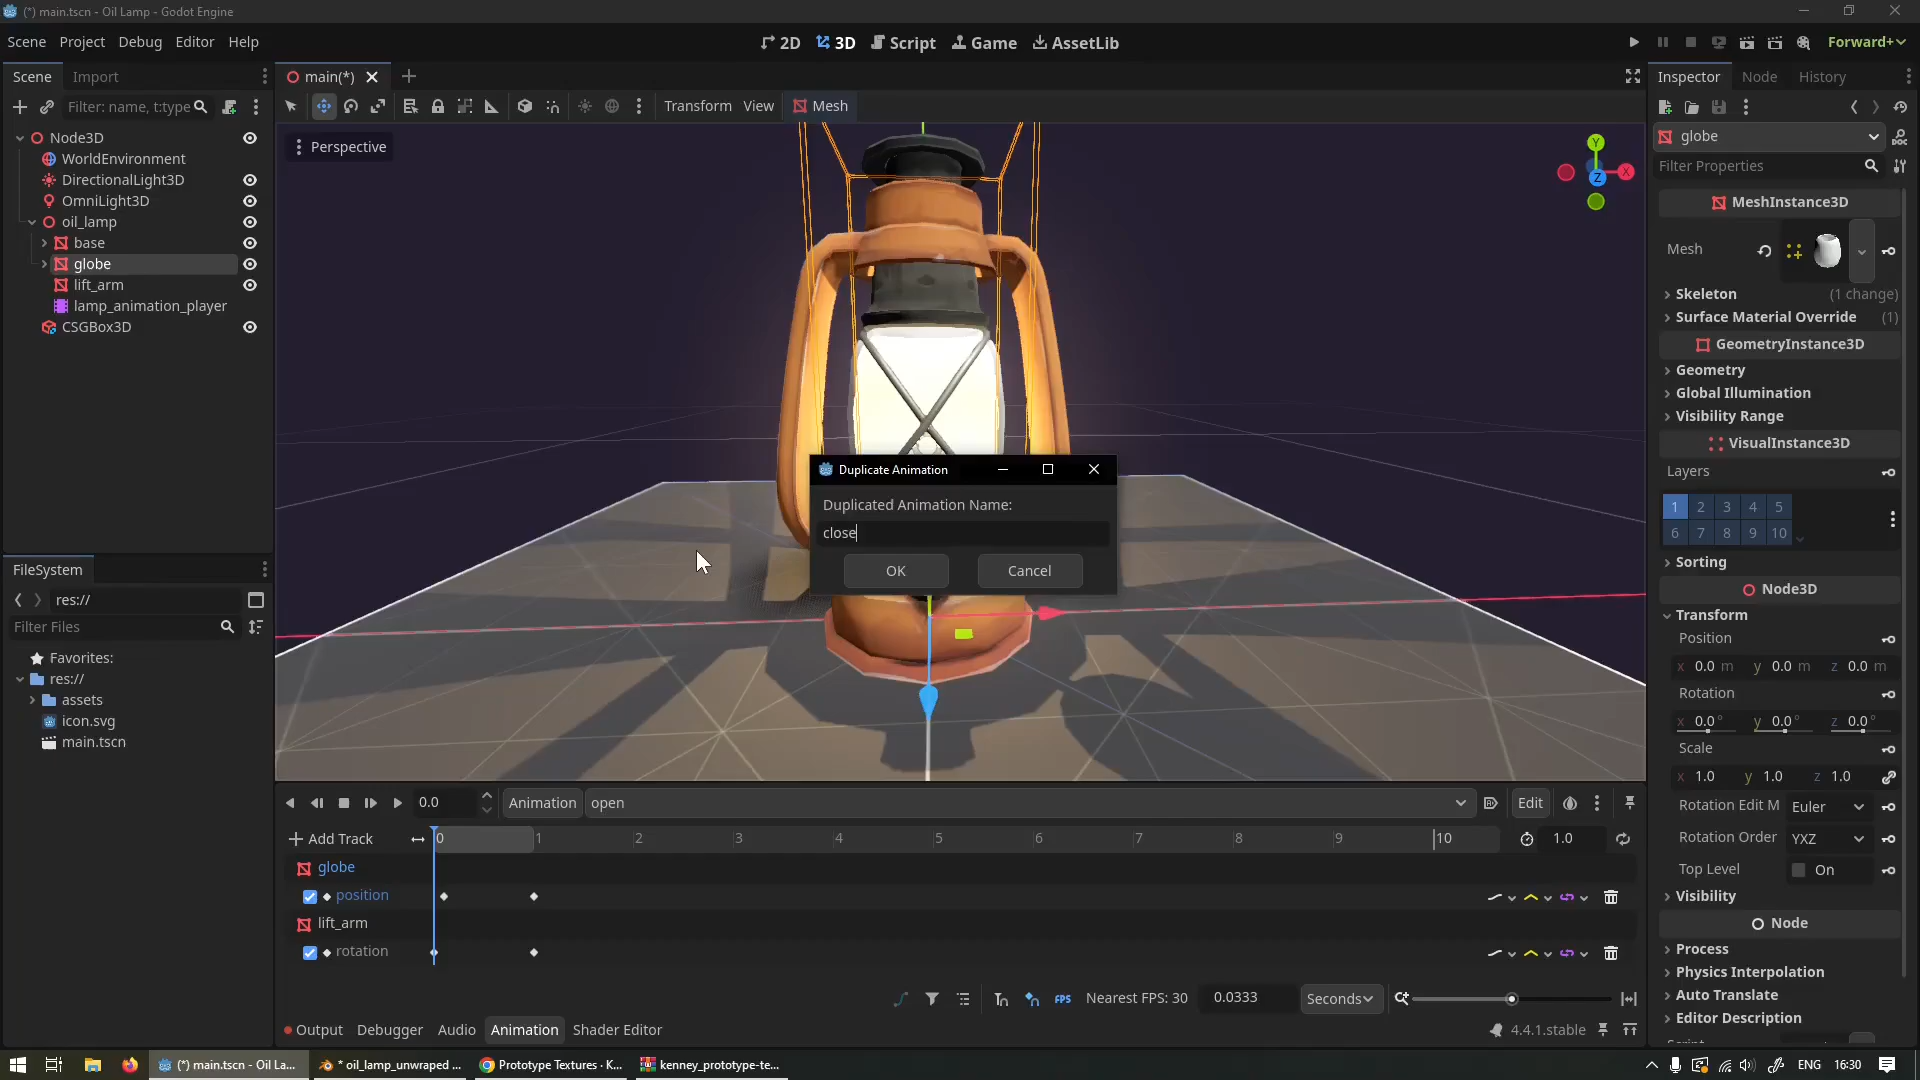 (*) main.tscn - Oil Lamp - Godot Engine
Scene Project Debug Editor Help
2D 3D Script Game AssetLib
Forward+
Scene Import
main(*)
Inspector Node History
Filter: name, t:type
Transform View Mesh
Node3D
WorldEnvironment
DirectionalLight3D
OmniLight3D
oil_lamp
base
globe
lift_arm
lamp_animation_player
CSGBox3D
Perspective
Y
X
Z
FileSystem
res://
Filter Files
Favorites:
res://
assets
icon.svg
main.tscn
Duplicate Animation
Duplicated Animation Name:
close
OK Cancel
globe
Filter Properties
MeshInstance3D
Mesh
Skeleton (1 change)
Surface Material Override (1)
GeometryInstance3D
Geometry
Global Illumination
Visibility Range
VisualInstance3D
Layers
1 2 3 4 5
6 7 8 9 10
Sorting
Node3D
Transform
Position
x 0.0 m y 0.0 m z 0.0 m
Rotation
x 0.0 ° y 0.0 ° z 0.0 °
Scale
x 1.0 y 1.0 z 1.0
Rotation Edit M Euler
Rotation Order YXZ
Top Level On
Visibility
Node
Process
Physics Interpolation
Auto Translate
Editor Description
0.0 Animation open Edit
Add Track 0 1 2 3 4 5 6 7 8 9 10 1.0
globe
position
lift_arm
rotation
FPS Nearest FPS: 30 0.0333 Seconds
Output Debugger Audio Animation Shader Editor 4.4.1.stable
(*) main.tscn - Oil La... * oil_lamp_unwraped ... Prototype Textures · K... kenney_prototype-te... ENG 16:30